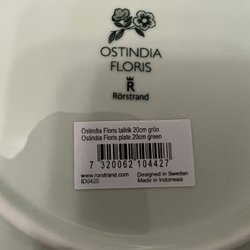 OSTINDIA
FLORIS
R
Rörstrand
Ostindia Floris tallrik 20cm grön
Ostindia Floris plate 20cm green
7 320062 104427
www.rorstrand.com Designed in Sweden
ID0425 Made in Indonesia